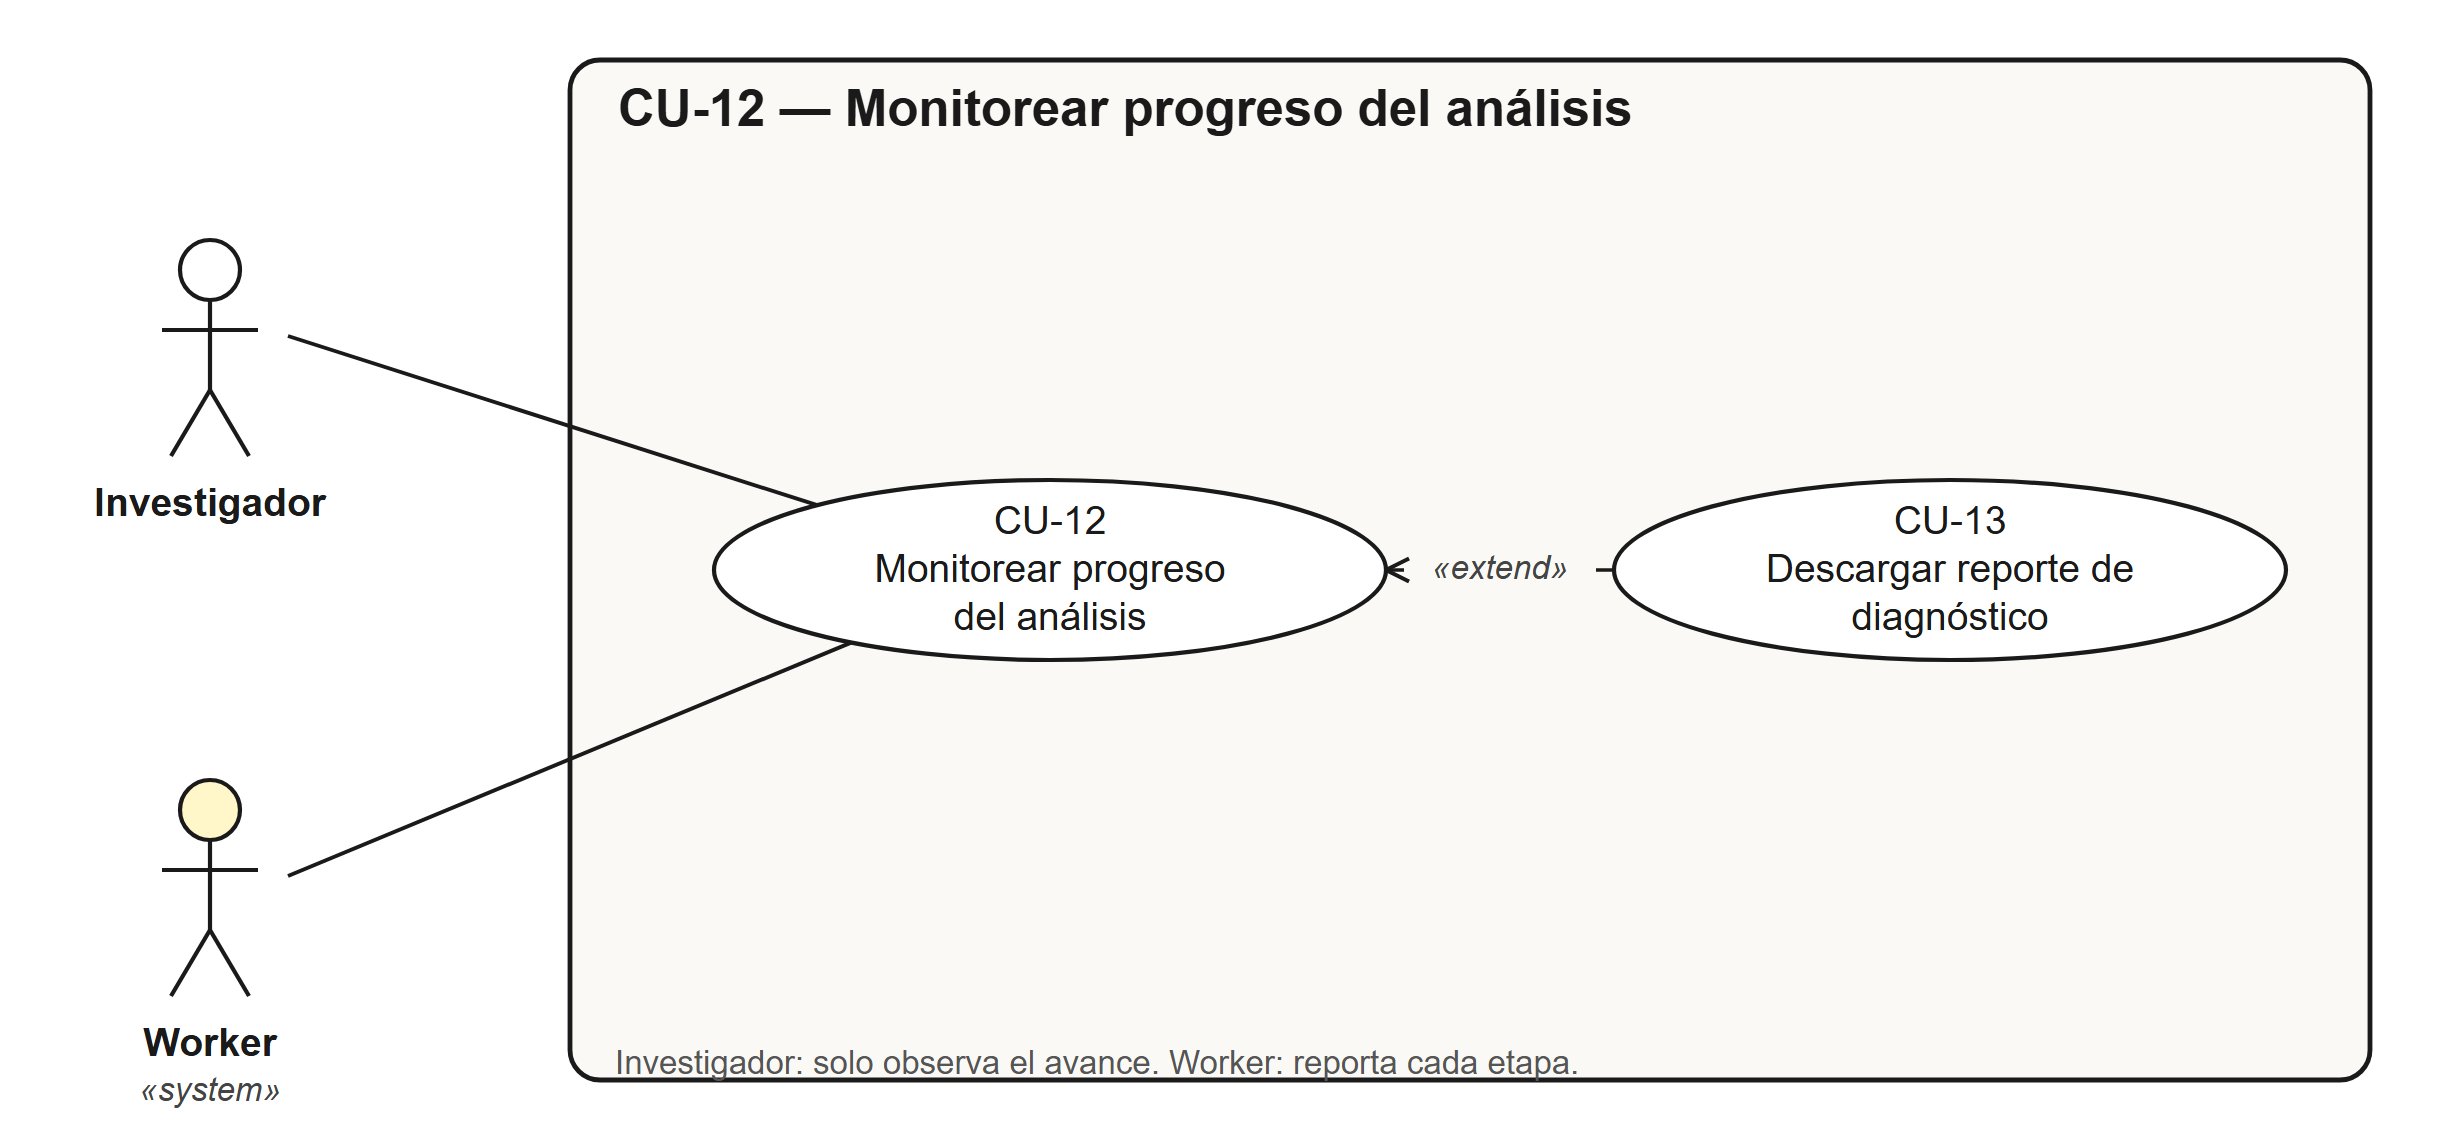 CU-12 — Monitorear progreso del análisis
Investigador
CU-12
Monitorear progreso
del análisis
«extend»
CU-13
Descargar reporte de
diagnóstico
Worker
«system»
Investigador: solo observa el avance. Worker: reporta cada etapa.